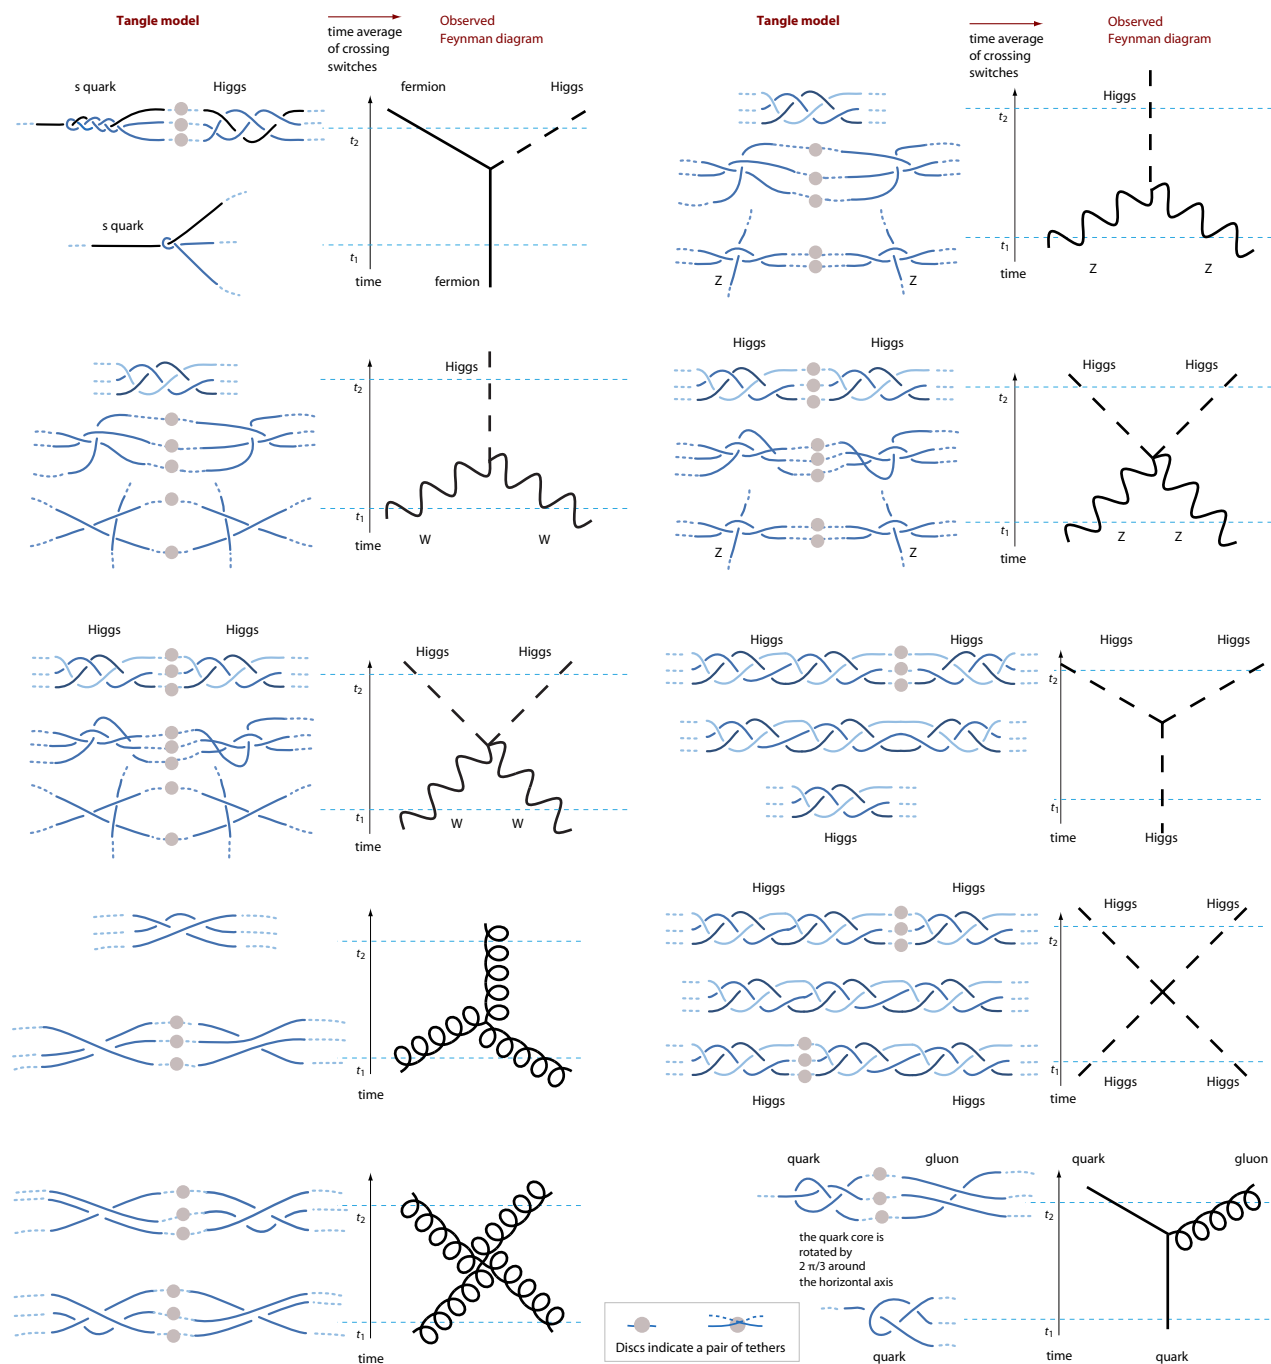 Tangle model
time average
of crossing
switches
Observed
Feynman diagram
s quark
Higgs
fermion
Higgs
t2
s quark
t1
time
fermion
Tangle model
time average
of crossing
switches
Observed
Feynman diagram
Higgs
t2
t1
time
Z
Z
Z
Z
Higgs
t2
t1
time
W
W
Higgs
Higgs
Higgs
Higgs
t2
t1
time
Z
Z
Z
Z
Higgs
Higgs
Higgs
Higgs
t2
t1
time
W
W
Higgs
Higgs
Higgs
Higgs
t2
t1
time
Higgs
Higgs
t2
t1
time
Higgs
Higgs
Higgs
Higgs
t2
t1
time
Higgs
Higgs
Higgs
Higgs
t2
t1
time
quark
gluon
quark
gluon
t2
the quark core is
rotated by
2 π/3 around
the horizontal axis
t1
time
quark
quark
Discs indicate a pair of tethers